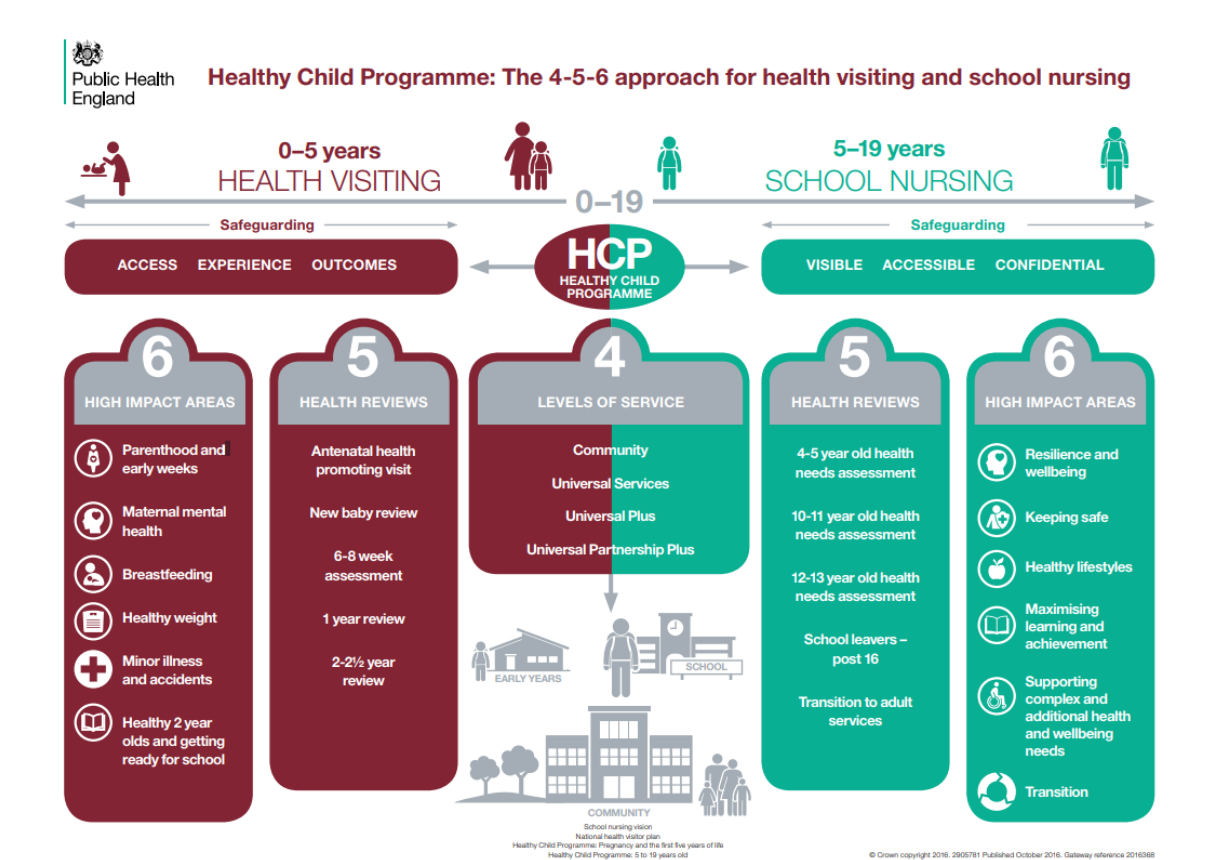 Public Health
England
Healthy Child Programme: The 4-5-6 approach for health visiting and school nursing
0–5 years
HEALTH VISITING
5–19 years
SCHOOL NURSING
0–19
Safeguarding
Safeguarding
ACCESS EXPERIENCE OUTCOMES
HCP
HEALTHY CHILD
PROGRAMME
VISIBLE ACCESSIBLE CONFIDENTIAL
6
HIGH IMPACT AREAS
Parenthood and
early weeks
Maternal mental
health
Breastfeeding
Healthy weight
Minor illness
and accidents
Healthy 2 year
olds and getting
ready for school
5
HEALTH REVIEWS
Antenatal health
promoting visit
New baby review
6-8 week
assessment
1 year review
2-2½ year
review
4
LEVELS OF SERVICE
Community
Universal Services
Universal Plus
Universal Partnership Plus
EARLY YEARS
SCHOOL
COMMUNITY
School nursing vision
National health visitor plan
Healthy Child Programme: Pregnancy and the first five years of life
Healthy Child Programme: 5 to 19 years old
5
HEALTH REVIEWS
4-5 year old health
needs assessment
10-11 year old health
needs assessment
12-13 year old health
needs assessment
School leavers –
post 16
Transition to adult
services
6
HIGH IMPACT AREAS
Resilience and
wellbeing
Keeping safe
Healthy lifestyles
Maximising
learning and
achievement
Supporting
complex and
additional health
and wellbeing
needs
Transition
© Crown copyright 2016. 2905781 Published October 2016. Gateway reference 2016368